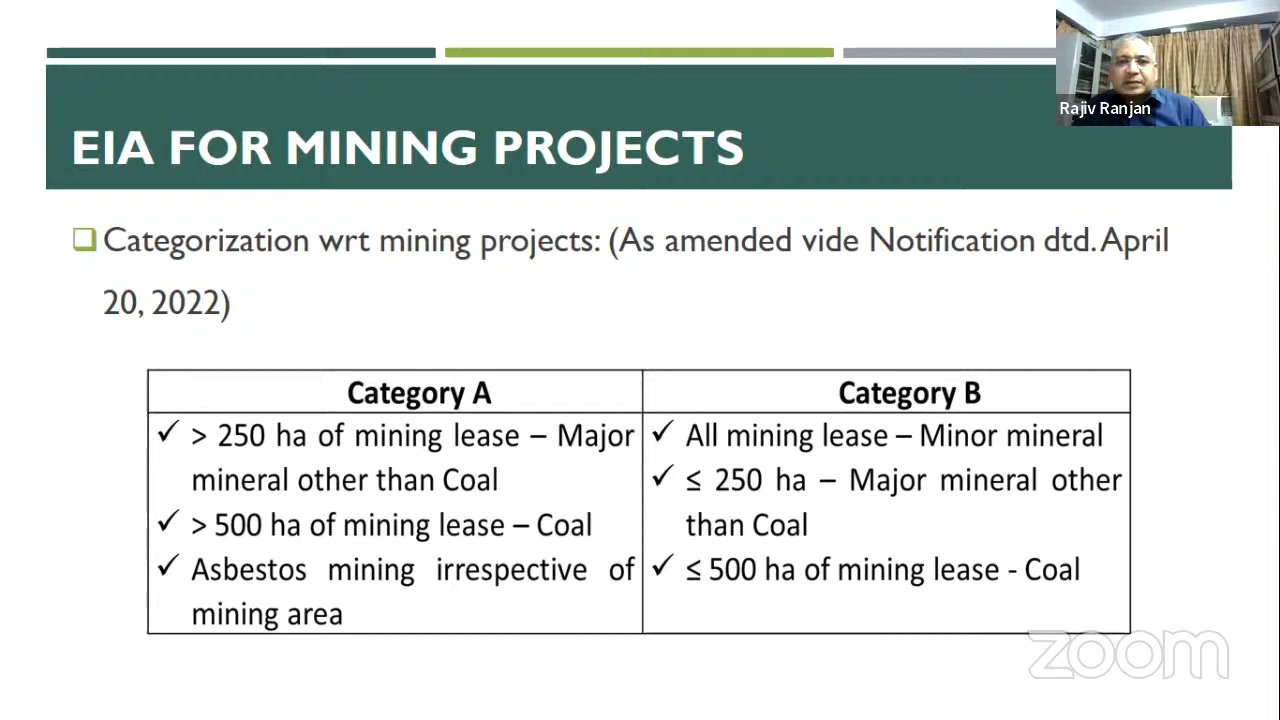 Rajiv Ranjan
EIA FOR MINING PROJECTS
❑ Categorization wrt mining projects: (As amended vide Notification dtd. April
20, 2022)
Category A
✓ > 250 ha of mining lease – Major
mineral other than Coal
✓ > 500 ha of mining lease – Coal
✓ Asbestos mining irrespective of
mining area
Category B
✓ All mining lease – Minor mineral
✓ ≤ 250 ha – Major mineral other
than Coal
✓ ≤ 500 ha of mining lease - Coal
zoom